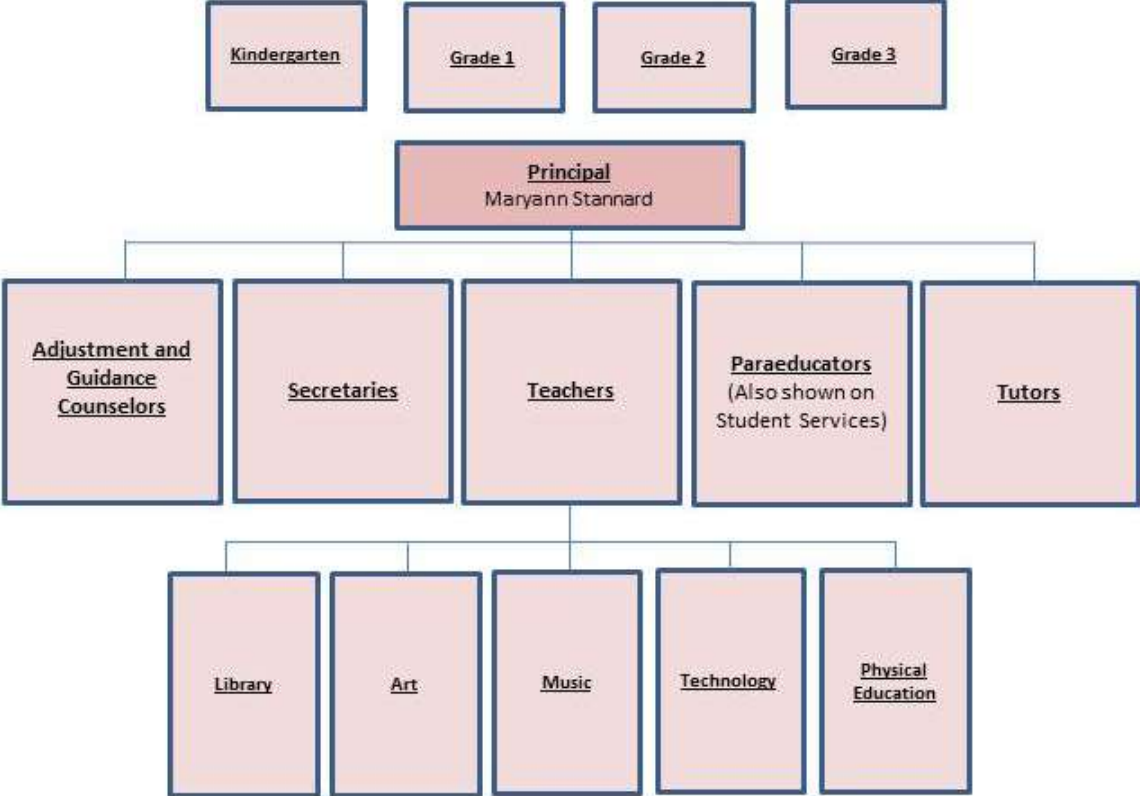 Kindergarten
Grade 1
Grade 2
Grade 3
Principal
Maryann Stannard
Adjustment and
Guidance
Counselors
Secretaries
Teachers
Paraeducators
(Also shown on
Student Services)
Tutors
Library
Art
Music
Technology
Physical
Education